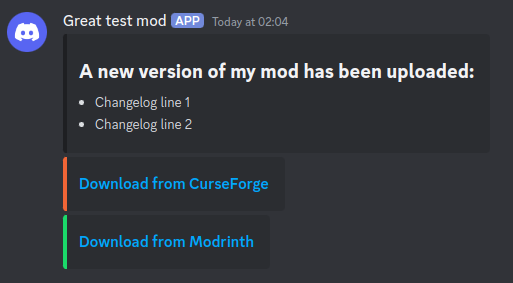 Great test mod APP Today at 02:04
A new version of my mod has been uploaded:
Changelog line 1
Changelog line 2
Download from CurseForge
Download from Modrinth